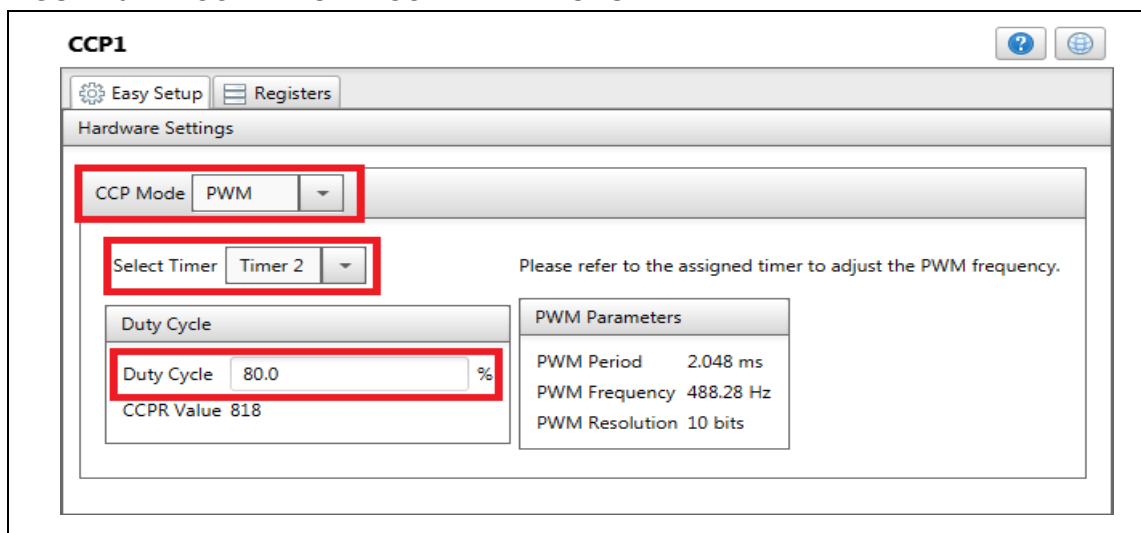 CCP1
Easy Setup Registers
Hardware Settings
CCP Mode PWM
Select Timer Timer 2 Please refer to the assigned timer to adjust the PWM frequency.
Duty Cycle
Duty Cycle 80.0 %
CCPR Value 818
PWM Parameters
PWM Period 2.048 ms
PWM Frequency 488.28 Hz
PWM Resolution 10 bits